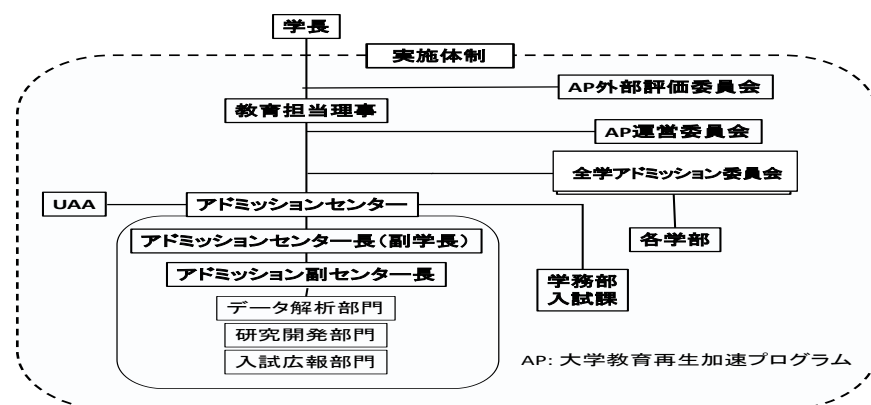 学長
実施体制
AP外部評価委員会
教育担当理事
AP運営委員会
全学アドミッション委員会
UAA
アドミッションセンター
各学部
アドミッションセンター長(副学長)
アドミッション副センター長
学務部
入試課
データ解析部門
研究開発部門
入試広報部門
AP: 大学教育再生加速プログラム